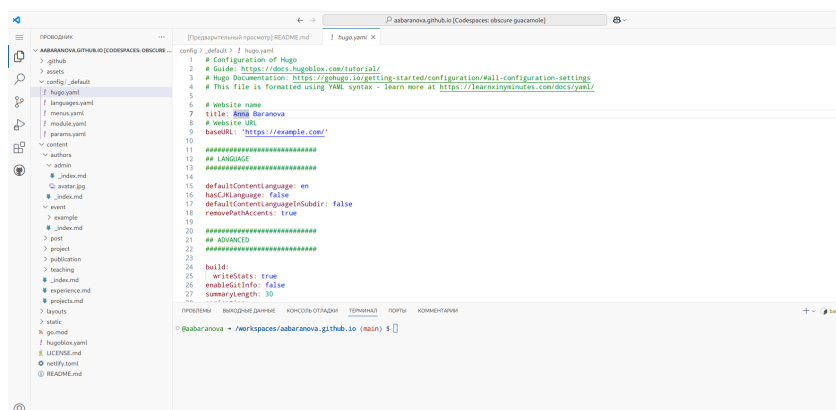 aabaranova.github.io [Codespaces: obscure guacamole]
ПРОВОДНИК
AABARANOVA.GITHUB.IO [CODESPACES: OBSCURE ...
.github
assets
config/_default
hugo.yaml
languages.yaml
menus.yaml
module.yaml
params.yaml
content
authors
admin
_index.md
avatar.jpg
_index.md
event
example
_index.md
post
project
publication
teaching
_index.md
experience.md
projects.md
layouts
static
go.mod
hugoblox.yaml
LICENSE.md
netlify.toml
README.md
[Предварительный просмотр] README.md
! hugo.yaml ×
config > _default > ! hugo.yaml
1 # Configuration of Hugo
2 # Guide: https://docs.hugoblox.com/tutorial/
3 # Hugo Documentation: https://gohugo.io/getting-started/configuration/#all-configuration-settings
4 # This file is formatted using YAML syntax - learn more at https://learnxinyminutes.com/docs/yaml/
5
6 # Website name
7 title: Anna Baranova
8 # Website URL
9 baseURL: 'https://example.com/'
10
11 ############################
12 ## LANGUAGE
13 ############################
14
15 defaultContentLanguage: en
16 hasCJKLanguage: false
17 defaultContentLanguageInSubdir: false
18 removePathAccents: true
19
20 ############################
21 ## ADVANCED
22 ############################
23
24 build:
25 writeStats: true
26 enableGitInfo: false
27 summaryLength: 30
ПРОБЛЕМЫ ВЫХОДНЫЕ ДАННЫЕ КОНСОЛЬ ОТЛАДКИ ТЕРМИНАЛ ПОРТЫ КОММЕНТАРИИ
ba
@aabaranova → /workspaces/aabaranova.github.io (main) $